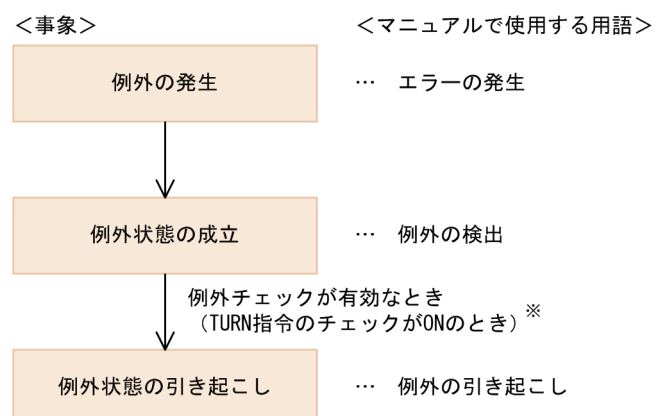 ＜事象＞ ＜マニュアルで使用する用語＞
例外の発生 … エラーの発生
例外状態の成立 … 例外の検出
例外チェックが有効なとき
（TURN指令のチェックがONのとき）※
例外状態の引き起こし … 例外の引き起こし